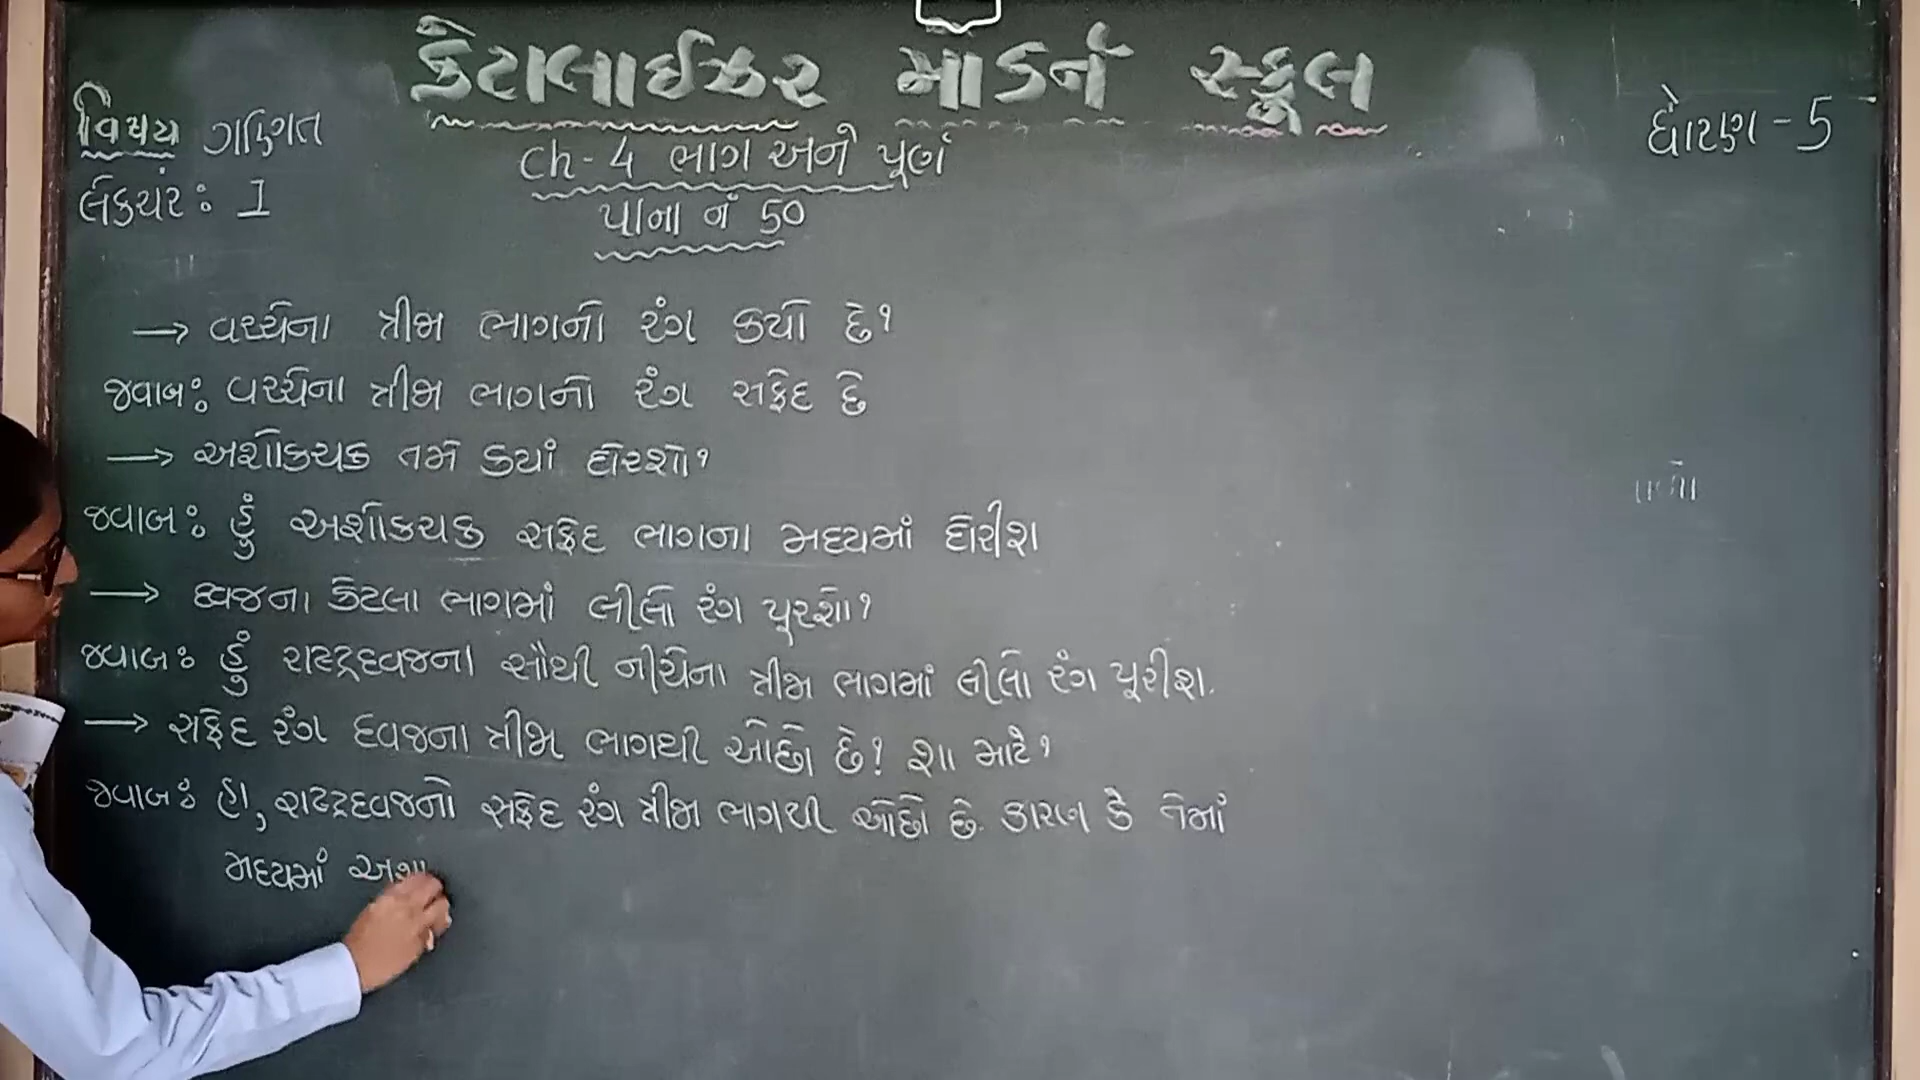 કેટાલાઈઝર મોડર્ન સ્કૂલ
વિષય ગણિત
ધોરણ - 5
Ch - 4 ભાગ અને પૂર્ણ
લેકચર : 1
પાના નં 50
→ વચ્ચેના ત્રીજા ભાગનો રંગ કયો છે?
જવાબ: વચ્ચેના ત્રીજા ભાગનો રંગ સફેદ છે
→ અશોકચક્ર તમે કયાં દોરશો?
જવાબ: હું અશોકચક્ર સફેદ ભાગના મધ્યમાં દોરીશ
→ ધ્વજના કેટલા ભાગમાં લીલો રંગ પૂરશો?
જવાબ: હું રાષ્ટ્રધ્વજના સૌથી નીચેના ત્રીજા ભાગમાં લીલો રંગ પૂરીશ.
→ સફેદ રંગ ધ્વજના ત્રીજા ભાગથી ઓછો છે? શા માટે?
જવાબ: હા, રાષ્ટ્રધ્વજનો સફેદ રંગ ત્રીજા ભાગથી ઓછો છે. કારણ કે તેમાં
મધ્યમાં અશા